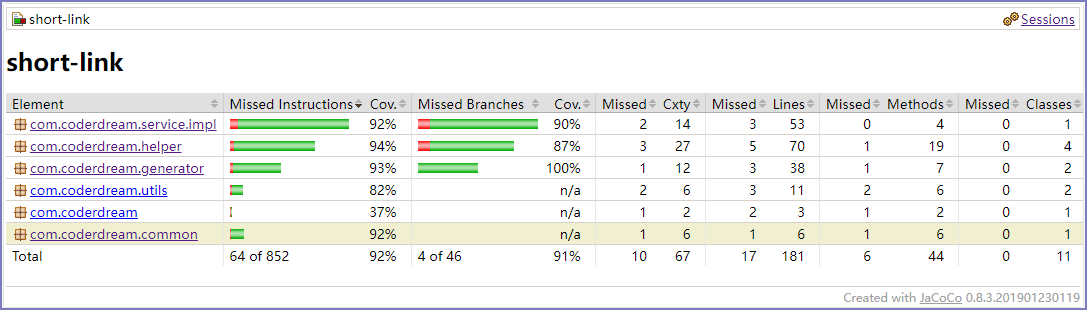 short-link Sessions
short-link
Element Missed Instructions Cov. Missed Branches Cov. Missed Cxty Missed Lines Missed Methods Missed Classes
com.coderdream.service.impl 92% 90% 2 14 3 53 0 4 0 1
com.coderdream.helper 94% 87% 3 27 5 70 1 19 0 4
com.coderdream.generator 93% 100% 1 12 3 38 1 7 0 2
com.coderdream.utils 82% n/a 2 6 3 11 2 6 0 2
com.coderdream 37% n/a 1 2 2 3 1 2 0 1
com.coderdream.common 92% n/a 1 6 1 6 1 6 0 1
Total 64 of 852 92% 4 of 46 91% 10 67 17 181 6 44 0 11
Created with JaCoCo 0.8.3.201901230119